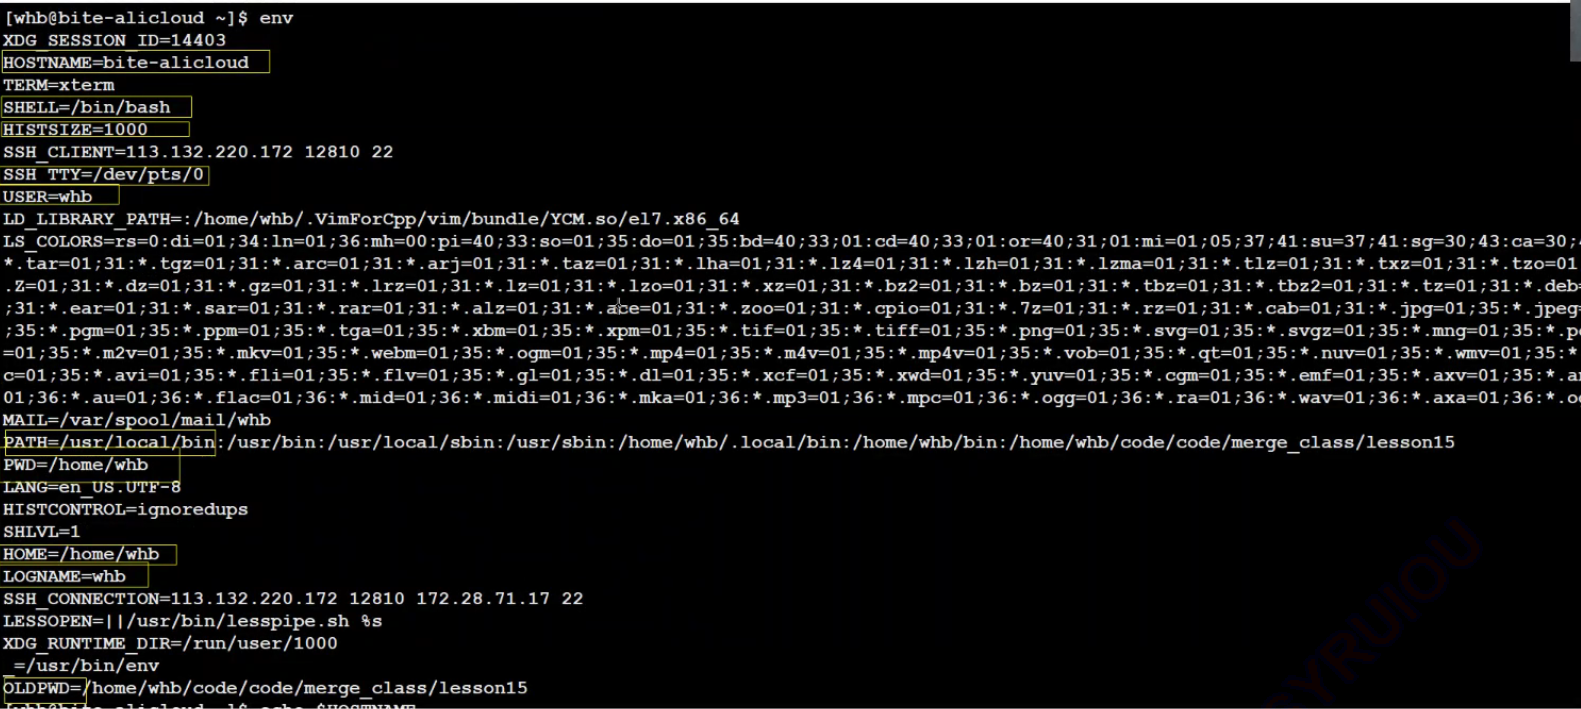 [whb@bite-alicloud ~]$ env
XDG_SESSION_ID=14403
HOSTNAME=bite-alicloud
TERM=xterm
SHELL=/bin/bash
HISTSIZE=1000
SSH_CLIENT=113.132.220.172 12810 22
SSH_TTY=/dev/pts/0
USER=whb
LD_LIBRARY_PATH=:/home/whb/.VimForCpp/vim/bundle/YCM.so/el7.x86_64
LS_COLORS=rs=0:di=01;34:ln=01;36:mh=00:pi=40;33:so=01;35:do=01;35:bd=40;33;01:cd=40;33;01:or=40;31;01:mi=01;05;37;41:su=37;41:sg=30;43:ca=30;
*.tar=01;31:*.tgz=01;31:*.arc=01;31:*.arj=01;31:*.taz=01;31:*.lha=01;31:*.lz4=01;31:*.lzh=01;31:*.lzma=01;31:*.tlz=01;31:*.txz=01;31:*.tzo=01
.Z=01;31:*.dz=01;31:*.gz=01;31:*.lrz=01;31:*.lz=01;31:*.lzo=01;31:*.xz=01;31:*.bz2=01;31:*.bz=01;31:*.tbz=01;31:*.tbz2=01;31:*.tz=01;31:*.deb=
;31:*.ear=01;31:*.sar=01;31:*.rar=01;31:*.alz=01;31:*.ace=01;31:*.zoo=01;31:*.cpio=01;31:*.7z=01;31:*.rz=01;31:*.cab=01;31:*.jpg=01;35:*.jpeg
;35:*.pgm=01;35:*.ppm=01;35:*.tga=01;35:*.xbm=01;35:*.xpm=01;35:*.tif=01;35:*.tiff=01;35:*.png=01;35:*.svg=01;35:*.svgz=01;35:*.mng=01;35:*.p
=01;35:*.m2v=01;35:*.mkv=01;35:*.webm=01;35:*.ogm=01;35:*.mp4=01;35:*.m4v=01;35:*.mp4v=01;35:*.vob=01;35:*.qt=01;35:*.nuv=01;35:*.wmv=01;35:*
c=01;35:*.avi=01;35:*.fli=01;35:*.flv=01;35:*.gl=01;35:*.dl=01;35:*.xcf=01;35:*.xwd=01;35:*.yuv=01;35:*.cgm=01;35:*.emf=01;35:*.axv=01;35:*.a
01;36:*.au=01;36:*.flac=01;36:*.mid=01;36:*.midi=01;36:*.mka=01;36:*.mp3=01;36:*.mpc=01;36:*.ogg=01;36:*.ra=01;36:*.wav=01;36:*.axa=01;36:*.o
MAIL=/var/spool/mail/whb
PATH=/usr/local/bin:/usr/bin:/usr/local/sbin:/usr/sbin:/home/whb/.local/bin:/home/whb/bin:/home/whb/code/code/merge_class/lesson15
PWD=/home/whb
LANG=en_US.UTF-8
HISTCONTROL=ignoredups
SHLVL=1
HOME=/home/whb
LOGNAME=whb
SSH_CONNECTION=113.132.220.172 12810 172.28.71.17 22
LESSOPEN=||/usr/bin/lesspipe.sh %s
XDG_RUNTIME_DIR=/run/user/1000
_=/usr/bin/env
OLDPWD=/home/whb/code/code/merge_class/lesson15
[whb@bite-alicloud ~]$ echo $HOSTNAME